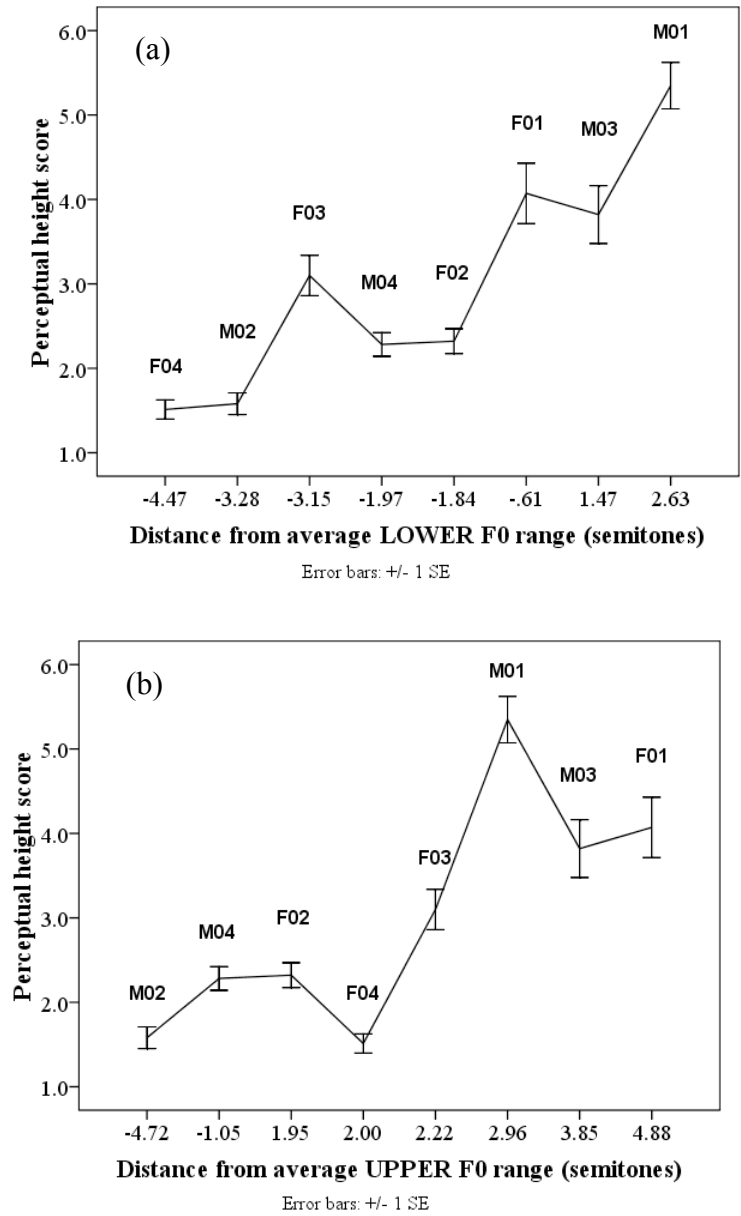 (a)
M01
F01
M03
F03
M04
F02
M02
F04
6.0
5.0
4.0
3.0
2.0
1.0
Perceptual height score
-4.47 -3.28 -3.15 -1.97 -1.84 -.61 1.47 2.63
Distance from average LOWER F0 range (semitones)
Error bars: +/- 1 SE
(b)
M01
F01
M03
F03
F02
M04
M02
F04
6.0
5.0
4.0
3.0
2.0
1.0
Perceptual height score
-4.72 -1.05 1.95 2.00 2.22 2.96 3.85 4.88
Distance from average UPPER F0 range (semitones)
Error bars: +/- 1 SE